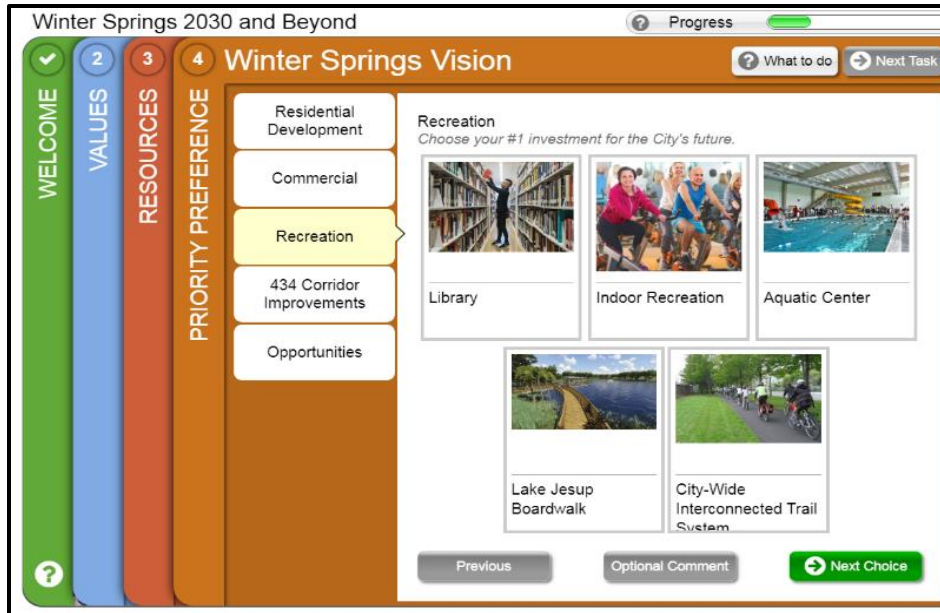 Winter Springs 2030 and Beyond
? Progress
WELCOME
?
2
VALUES
3
RESOURCES
4
PRIORITY PREFERENCE
Winter Springs Vision
? What to do
Next Task
Residential
Development
Commercial
Recreation
434 Corridor
Improvements
Opportunities
Recreation
Choose your #1 investment for the City's future.
Library
Indoor Recreation
Aquatic Center
Lake Jesup
Boardwalk
City-Wide
Interconnected Trail
System
Previous
Optional Comment
Next Choice